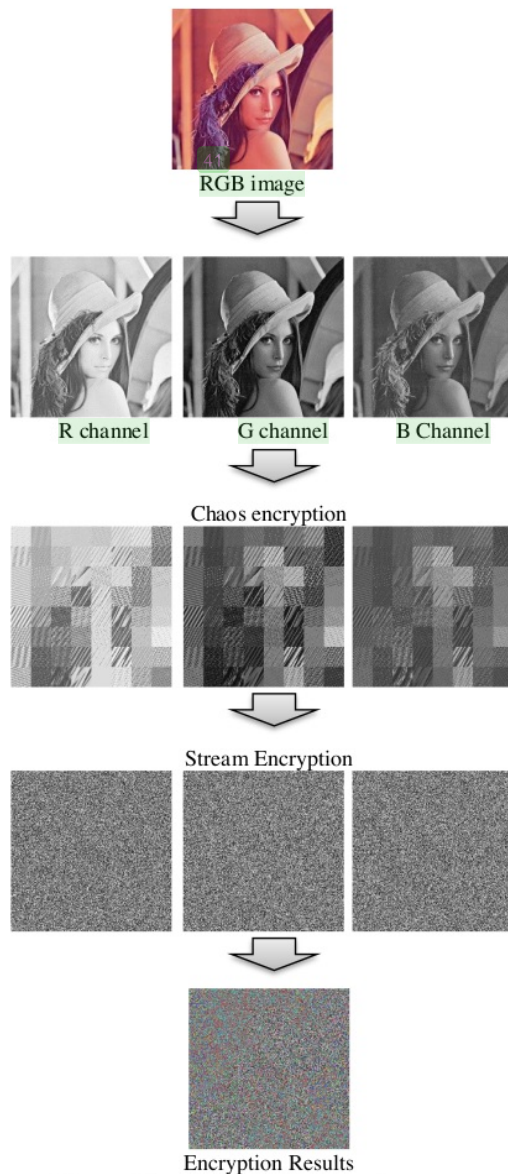 RGB image
R channel
G channel
B Channel
Chaos encryption
Stream Encryption
Encryption Results